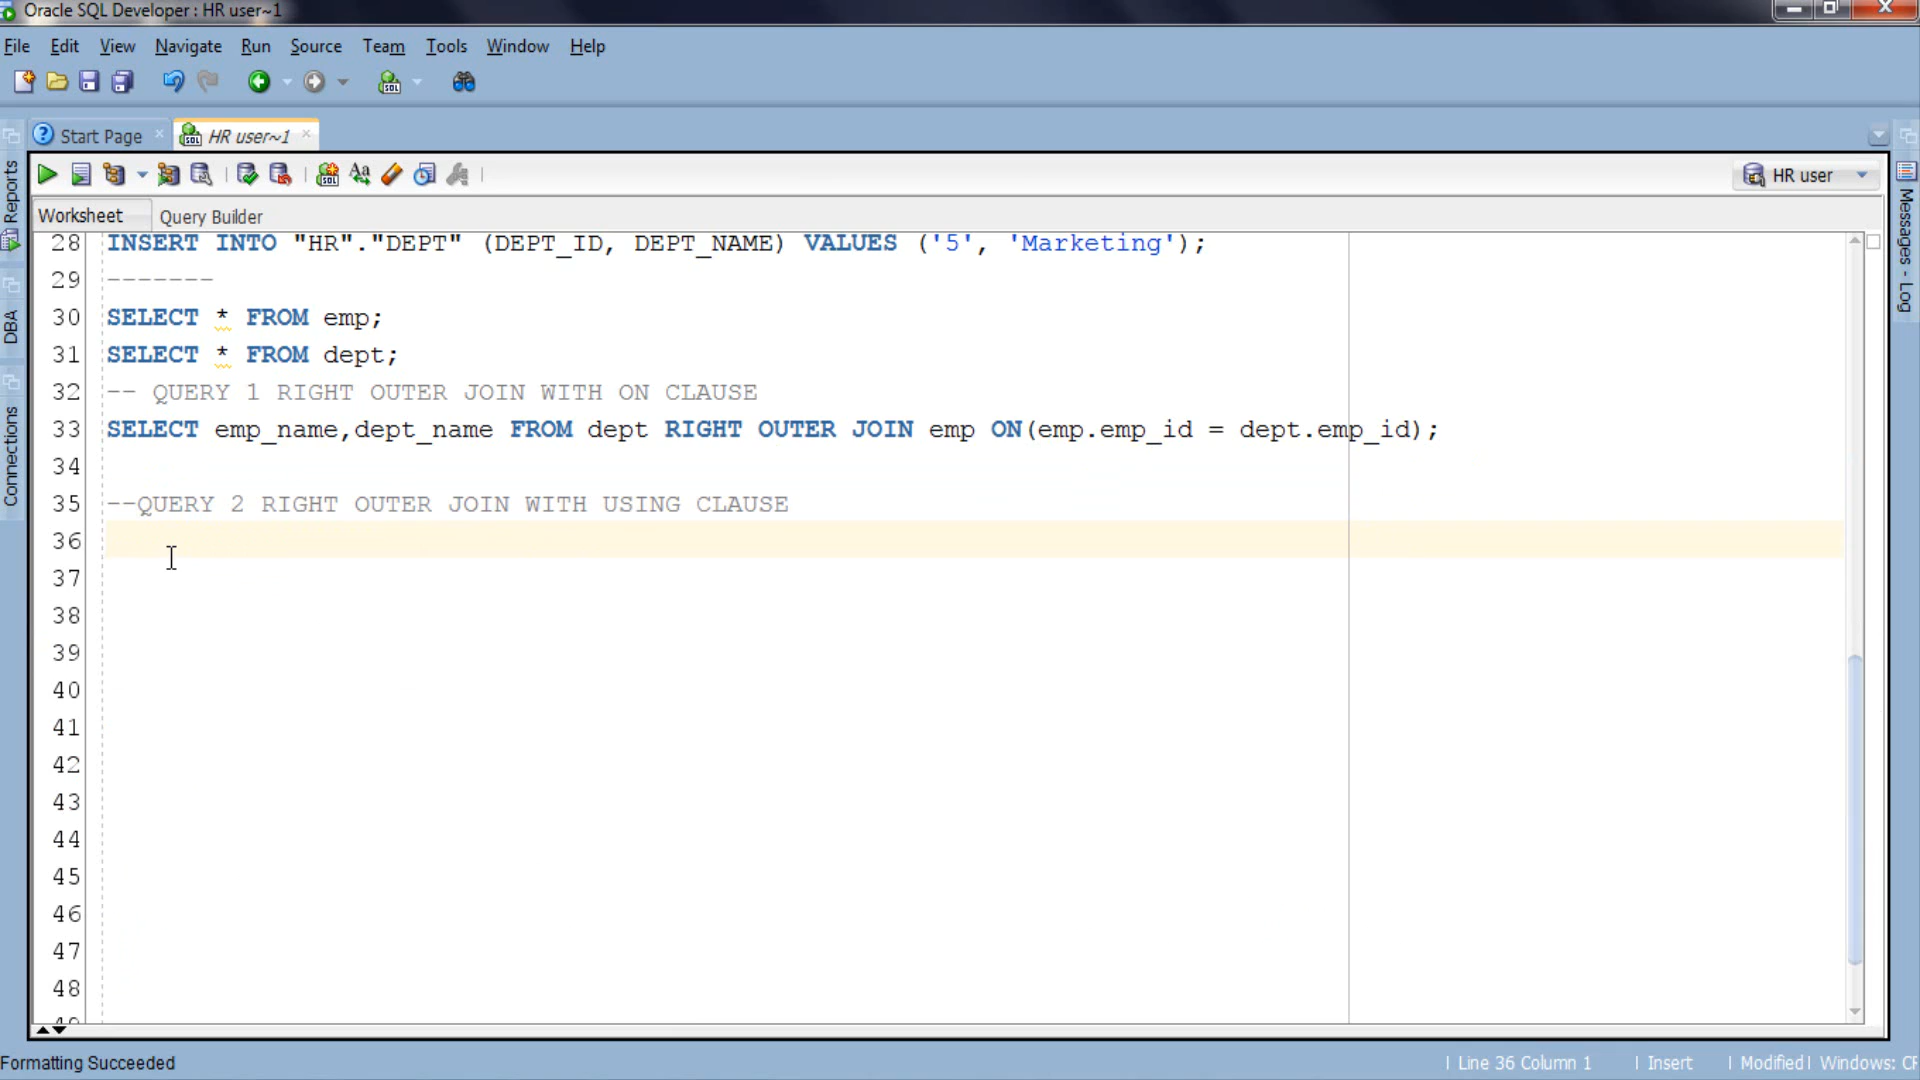 Oracle SQL Developer : HR user~1
File Edit View Navigate Run Source Team Tools Window Help
Start Page HR user~1
HR user
Worksheet Query Builder
28 INSERT INTO "HR"."DEPT" (DEPT_ID, DEPT_NAME) VALUES ('5', 'Marketing');
29 -------
30 SELECT * FROM emp;
31 SELECT * FROM dept;
32 -- QUERY 1 RIGHT OUTER JOIN WITH ON CLAUSE
33 SELECT emp_name,dept_name FROM dept RIGHT OUTER JOIN emp ON(emp.emp_id = dept.emp_id);
34
35 --QUERY 2 RIGHT OUTER JOIN WITH USING CLAUSE
36
37
38
39
40
41
42
43
44
45
46
47
48
Reports
DBA
Connections
Messages - Log
Formatting Succeeded
Line 36 Column 1 Insert Modified Windows: